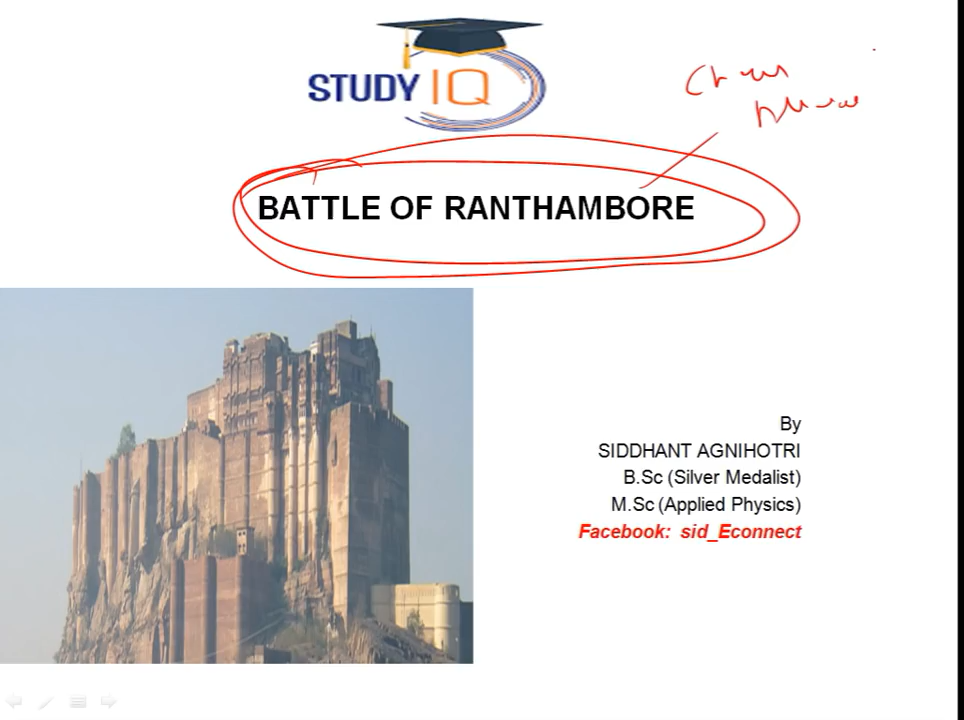 STUDY IQ
BATTLE OF RANTHAMBORE
By
SIDDHANT AGNIHOTRI
B.Sc (Silver Medalist)
M.Sc (Applied Physics)
Facebook: sid_Econnect